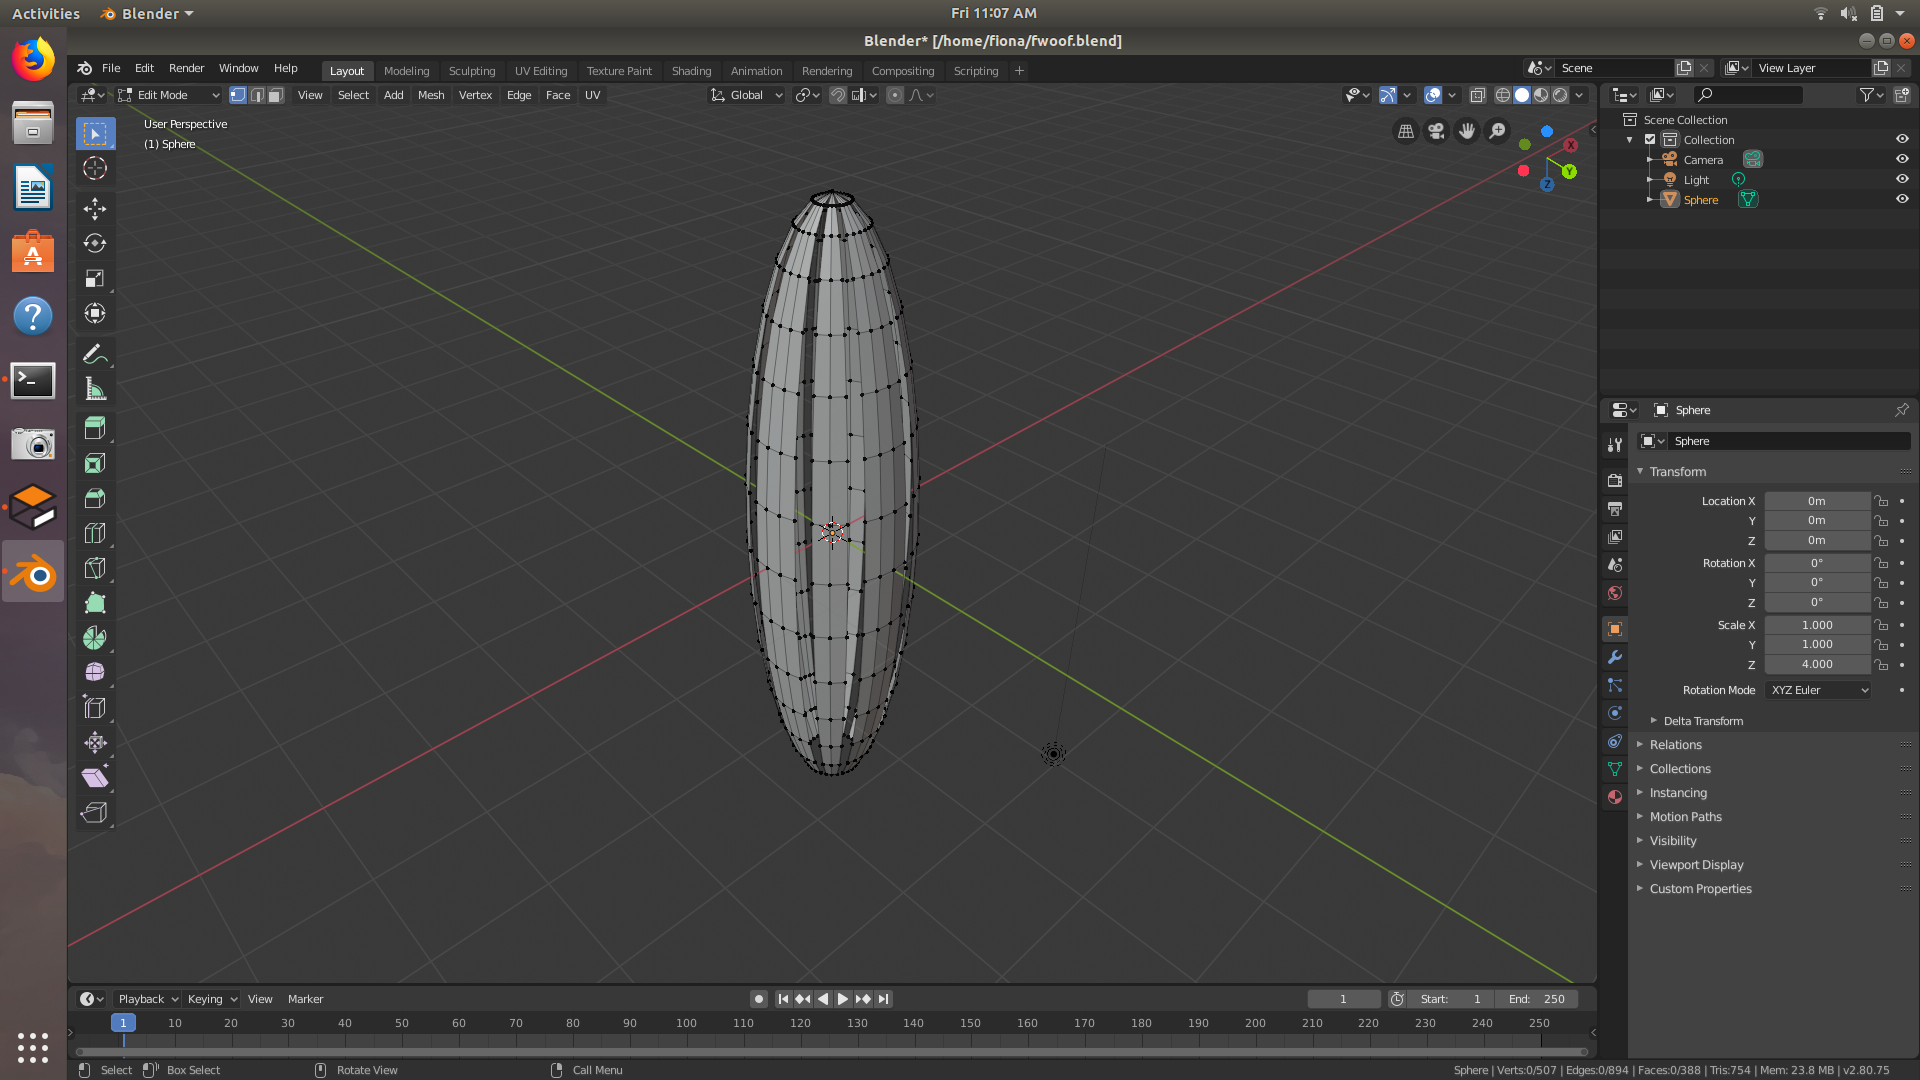 Activities
Blender
Fri 11:07 AM
Blender* [/home/fiona/fwoof.blend]
File Edit Render Window Help
Layout Modeling Sculpting UV Editing Texture Paint Shading Animation Rendering Compositing Scripting +
Scene
View Layer
Edit Mode
View Select Add Mesh Vertex Edge Face UV
Global
User Perspective
(1) Sphere
X
Y
Z
Scene Collection
Collection
Camera
Light
Sphere
Sphere
Sphere
Transform
Location X 0m
Y 0m
Z 0m
Rotation X 0°
Y 0°
Z 0°
Scale X 1.000
Y 1.000
Z 4.000
Rotation Mode XYZ Euler
Delta Transform
Relations
Collections
Instancing
Motion Paths
Visibility
Viewport Display
Custom Properties
Playback Keying View Marker
1
Start: 1
End: 250
1 10 20 30 40 50 60 70 80 90 100 110 120 130 140 150 160 170 180 190 200 210 220 230 240 250
Select
Box Select
Rotate View
Call Menu
Sphere | Verts:0/507 | Edges:0/894 | Faces:0/388 | Tris:754 | Mem: 23.8 MB | v2.80.75